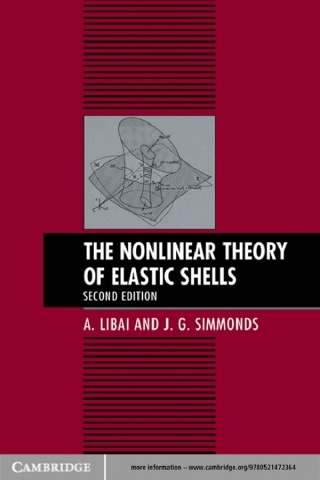 THE NONLINEAR THEORY
OF ELASTIC SHELLS
SECOND EDITION
A. LIBAI AND J. G. SIMMONDS
CAMBRIDGE
more information – www.cambridge.org/9780521472364